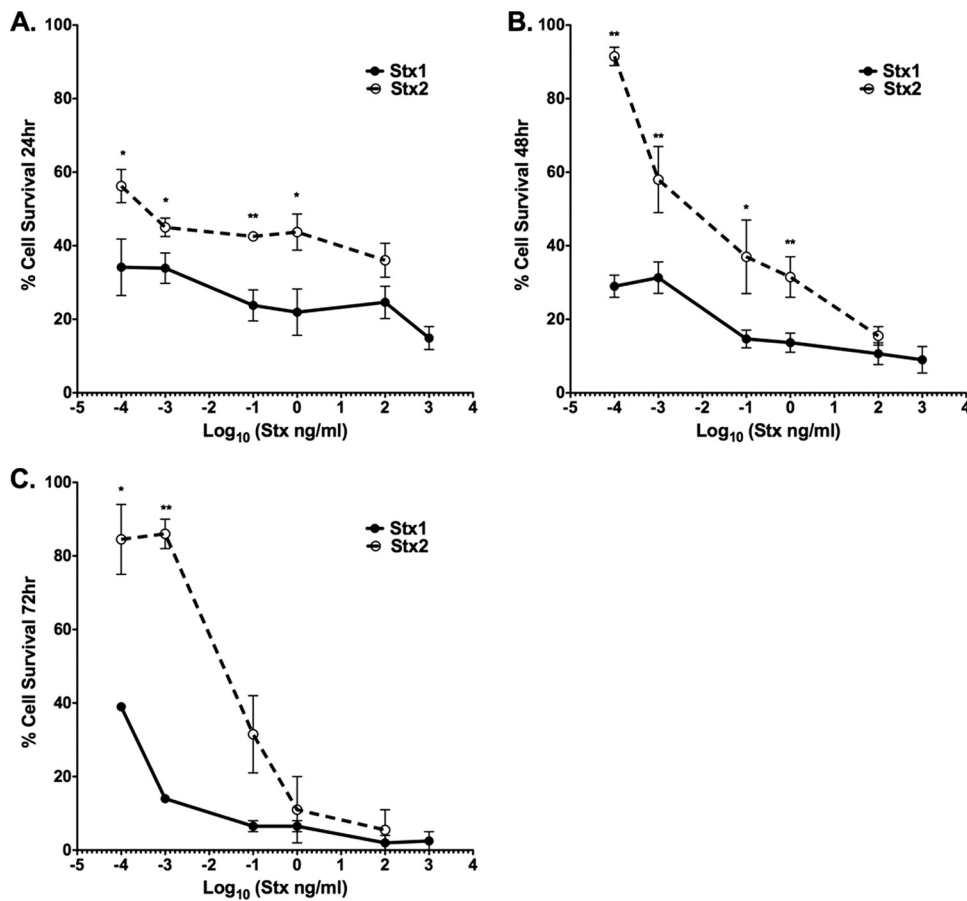 A.
100
80
60
40
20
0
% Cell Survival 24hr
Stx1
Stx2
*
*
**
*
-5 -4 -3 -2 -1 0 1 2 3 4
Log10 (Stx ng/ml)
B.
100
80
60
40
20
0
% Cell Survival 48hr
Stx1
Stx2
**
**
*
**
-5 -4 -3 -2 -1 0 1 2 3 4
Log10 (Stx ng/ml)
C.
100
80
60
40
20
0
% Cell Survival 72hr
Stx1
Stx2
*
**
-5 -4 -3 -2 -1 0 1 2 3 4
Log10 (Stx ng/ml)